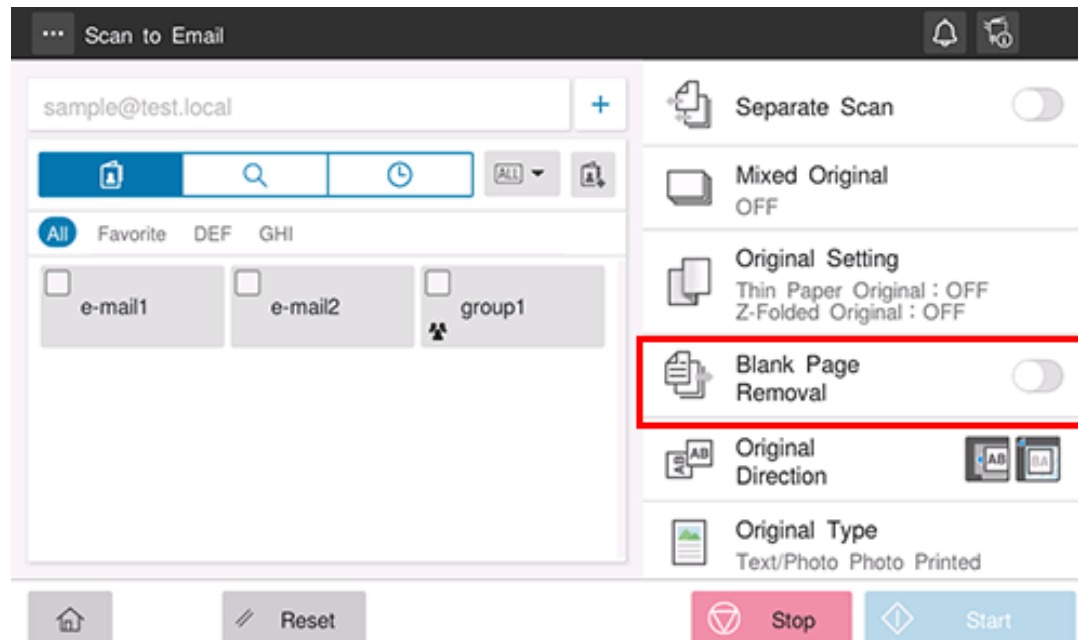 Scan to Email
sample@test.local
+
ALL
All Favorite DEF GHI
e-mail1
e-mail2
group1
Separate Scan
Mixed Original
OFF
Original Setting
Thin Paper Original : OFF
Z-Folded Original : OFF
Blank Page
Removal
AB
AB
Original
Direction
AB
BA
Original Type
Text/Photo Photo Printed
Reset
Stop
Start